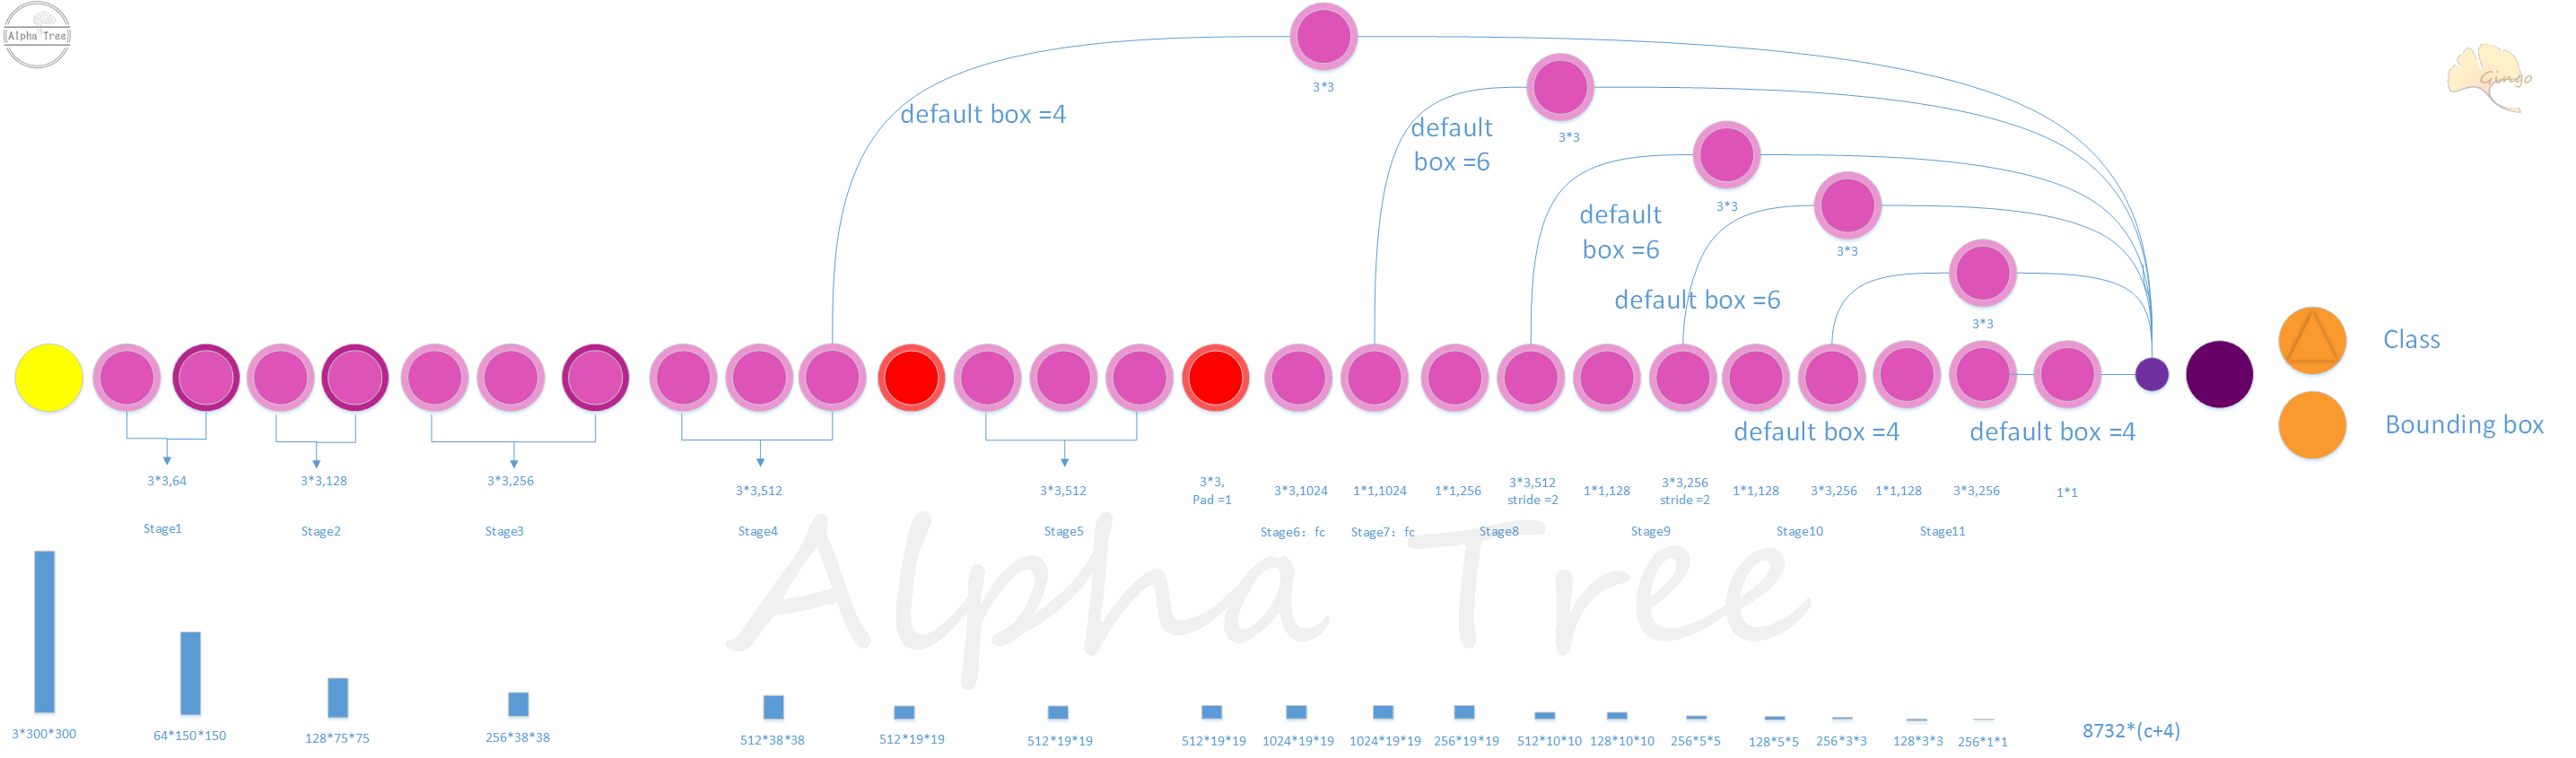 Alpha Tree
Gingo
3*3
default box =4
default
box =6
3*3
default
box =6
3*3
default box =6
3*3
3*3
Class
Bounding box
default box =4
default box =4
3*3,64
3*3,128
3*3,256
3*3,512
3*3,512
3*3,
Pad =1
3*3,1024
1*1,1024
1*1,256
3*3,512
stride =2
1*1,128
3*3,256
stride =2
1*1,128
3*3,256
1*1,128
3*3,256
1*1
Stage1
Stage2
Stage3
Stage4
Stage5
Stage6: fc
Stage7: fc
Stage8
Stage9
Stage10
Stage11
Alpha Tree
3*300*300
64*150*150
128*75*75
256*38*38
512*38*38
512*19*19
512*19*19
512*19*19
1024*19*19
1024*19*19
256*19*19
512*10*10
128*10*10
256*5*5
128*5*5
256*3*3
128*3*3
256*1*1
8732*(c+4)